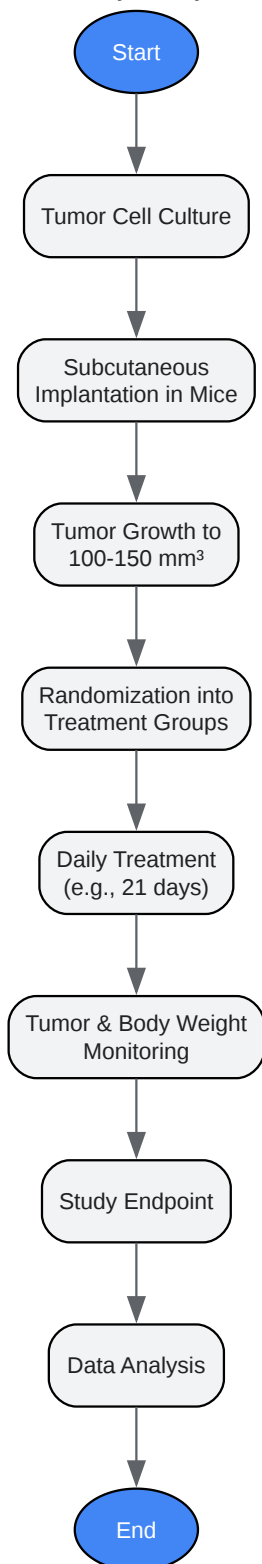 Start
Tumor Cell Culture
Subcutaneous
Implantation in Mice
Tumor Growth to
100-150 mm³
Randomization into
Treatment Groups
Daily Treatment
(e.g., 21 days)
Tumor & Body Weight
Monitoring
Study Endpoint
Data Analysis
End